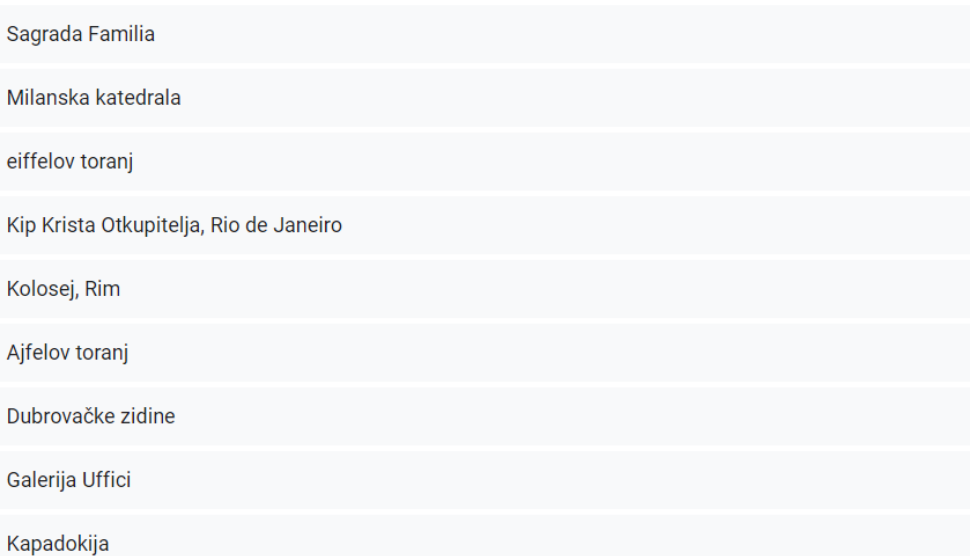 Sagrada Familia
Milanska katedrala
eiffelov toranj
Kip Krista Otkupitelja, Rio de Janeiro
Kolosej, Rim
Ajfelov toranj
Dubrovačke zidine
Galerija Uffici
Kapadokija